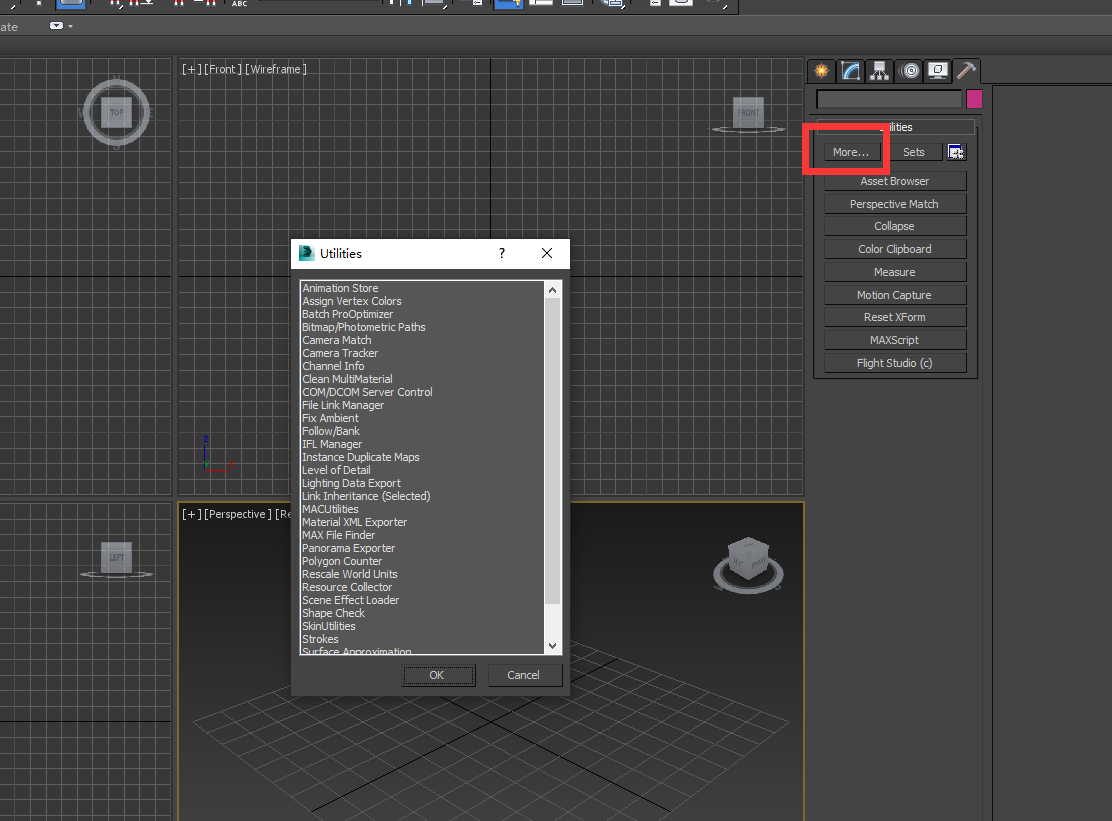 ABC
ate
[+][Front][Wireframe]
N
TOP
S
FRONT
Utilities
More...
Sets
Asset Browser
Perspective Match
Collapse
Color Clipboard
Measure
Motion Capture
Reset XForm
MAXScript
Flight Studio (c)
Utilities
?
Animation Store
Assign Vertex Colors
Batch ProOptimizer
Bitmap/Photometric Paths
Camera Match
Camera Tracker
Channel Info
Clean MultiMaterial
COM/DCOM Server Control
File Link Manager
Fix Ambient
Follow/Bank
IFL Manager
Instance Duplicate Maps
Level of Detail
Lighting Data Export
Link Inheritance (Selected)
MACUtilities
Material XML Exporter
MAX File Finder
Panorama Exporter
Polygon Counter
Rescale World Units
Resource Collector
Scene Effect Loader
Shape Check
SkinUtilities
Strokes
Surface Approximation
OK
Cancel
z
[+][Perspective][Re
LEFT